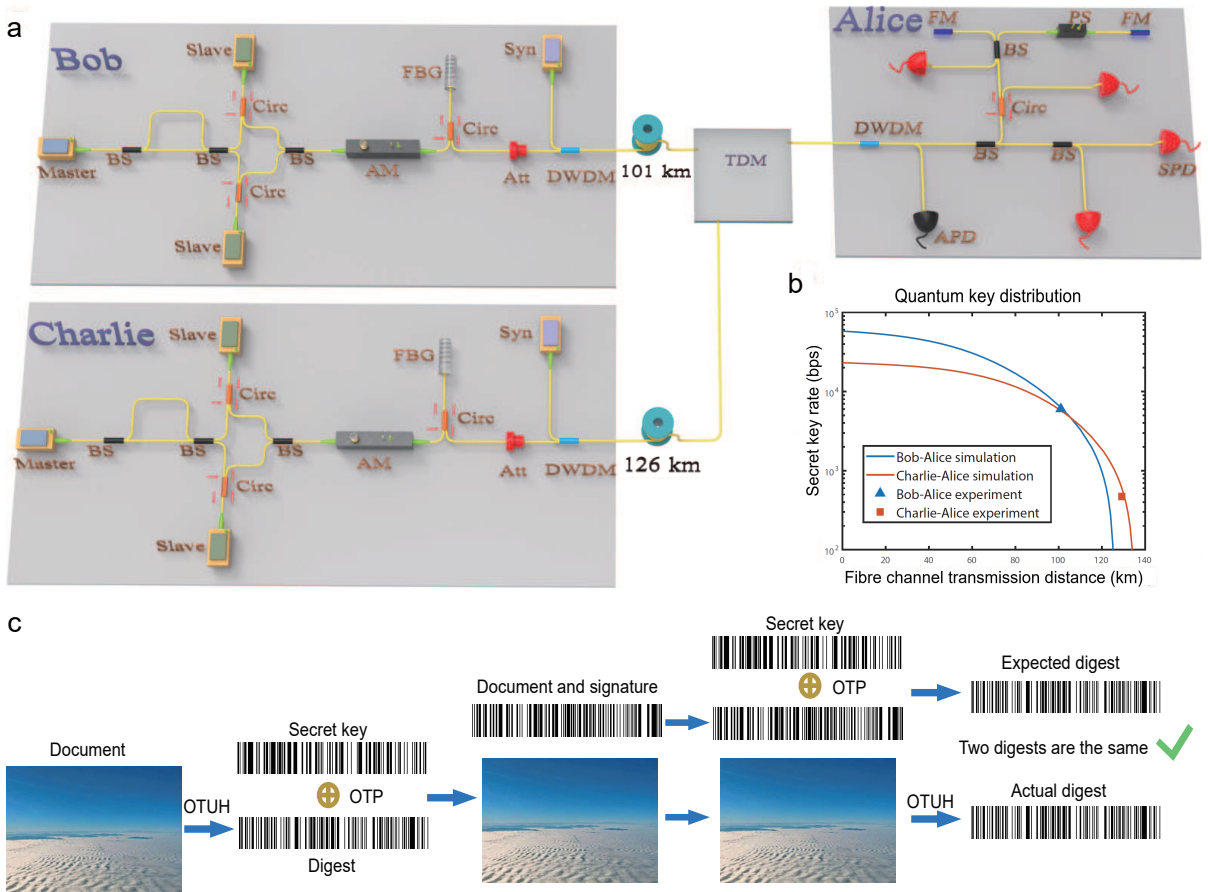 a
Bob
Slave
Circ
Master
BS
BS
BS
Circ
Slave
AM
FBG
Circ
Att
Syn
DWDM
101 km
TDM
Alice
FM
PS
FM
BS
Circ
DWDM
BS
BS
SPD
APD
Charlie
Slave
Circ
Master
BS
BS
BS
Circ
Slave
AM
FBG
Circ
Att
Syn
DWDM
126 km
b
Quantum key distribution
Secret key rate (bps)
10⁵
10⁴
10³
10²
Bob-Alice simulation
Charlie-Alice simulation
Bob-Alice experiment
Charlie-Alice experiment
0 20 40 60 80 100 120 140
Fibre channel transmission distance (km)
c
Document
OTUH
Secret key
OTP
Digest
Document and signature
Secret key
OTP
Expected digest
Two digests are the same
OTUH
Actual digest